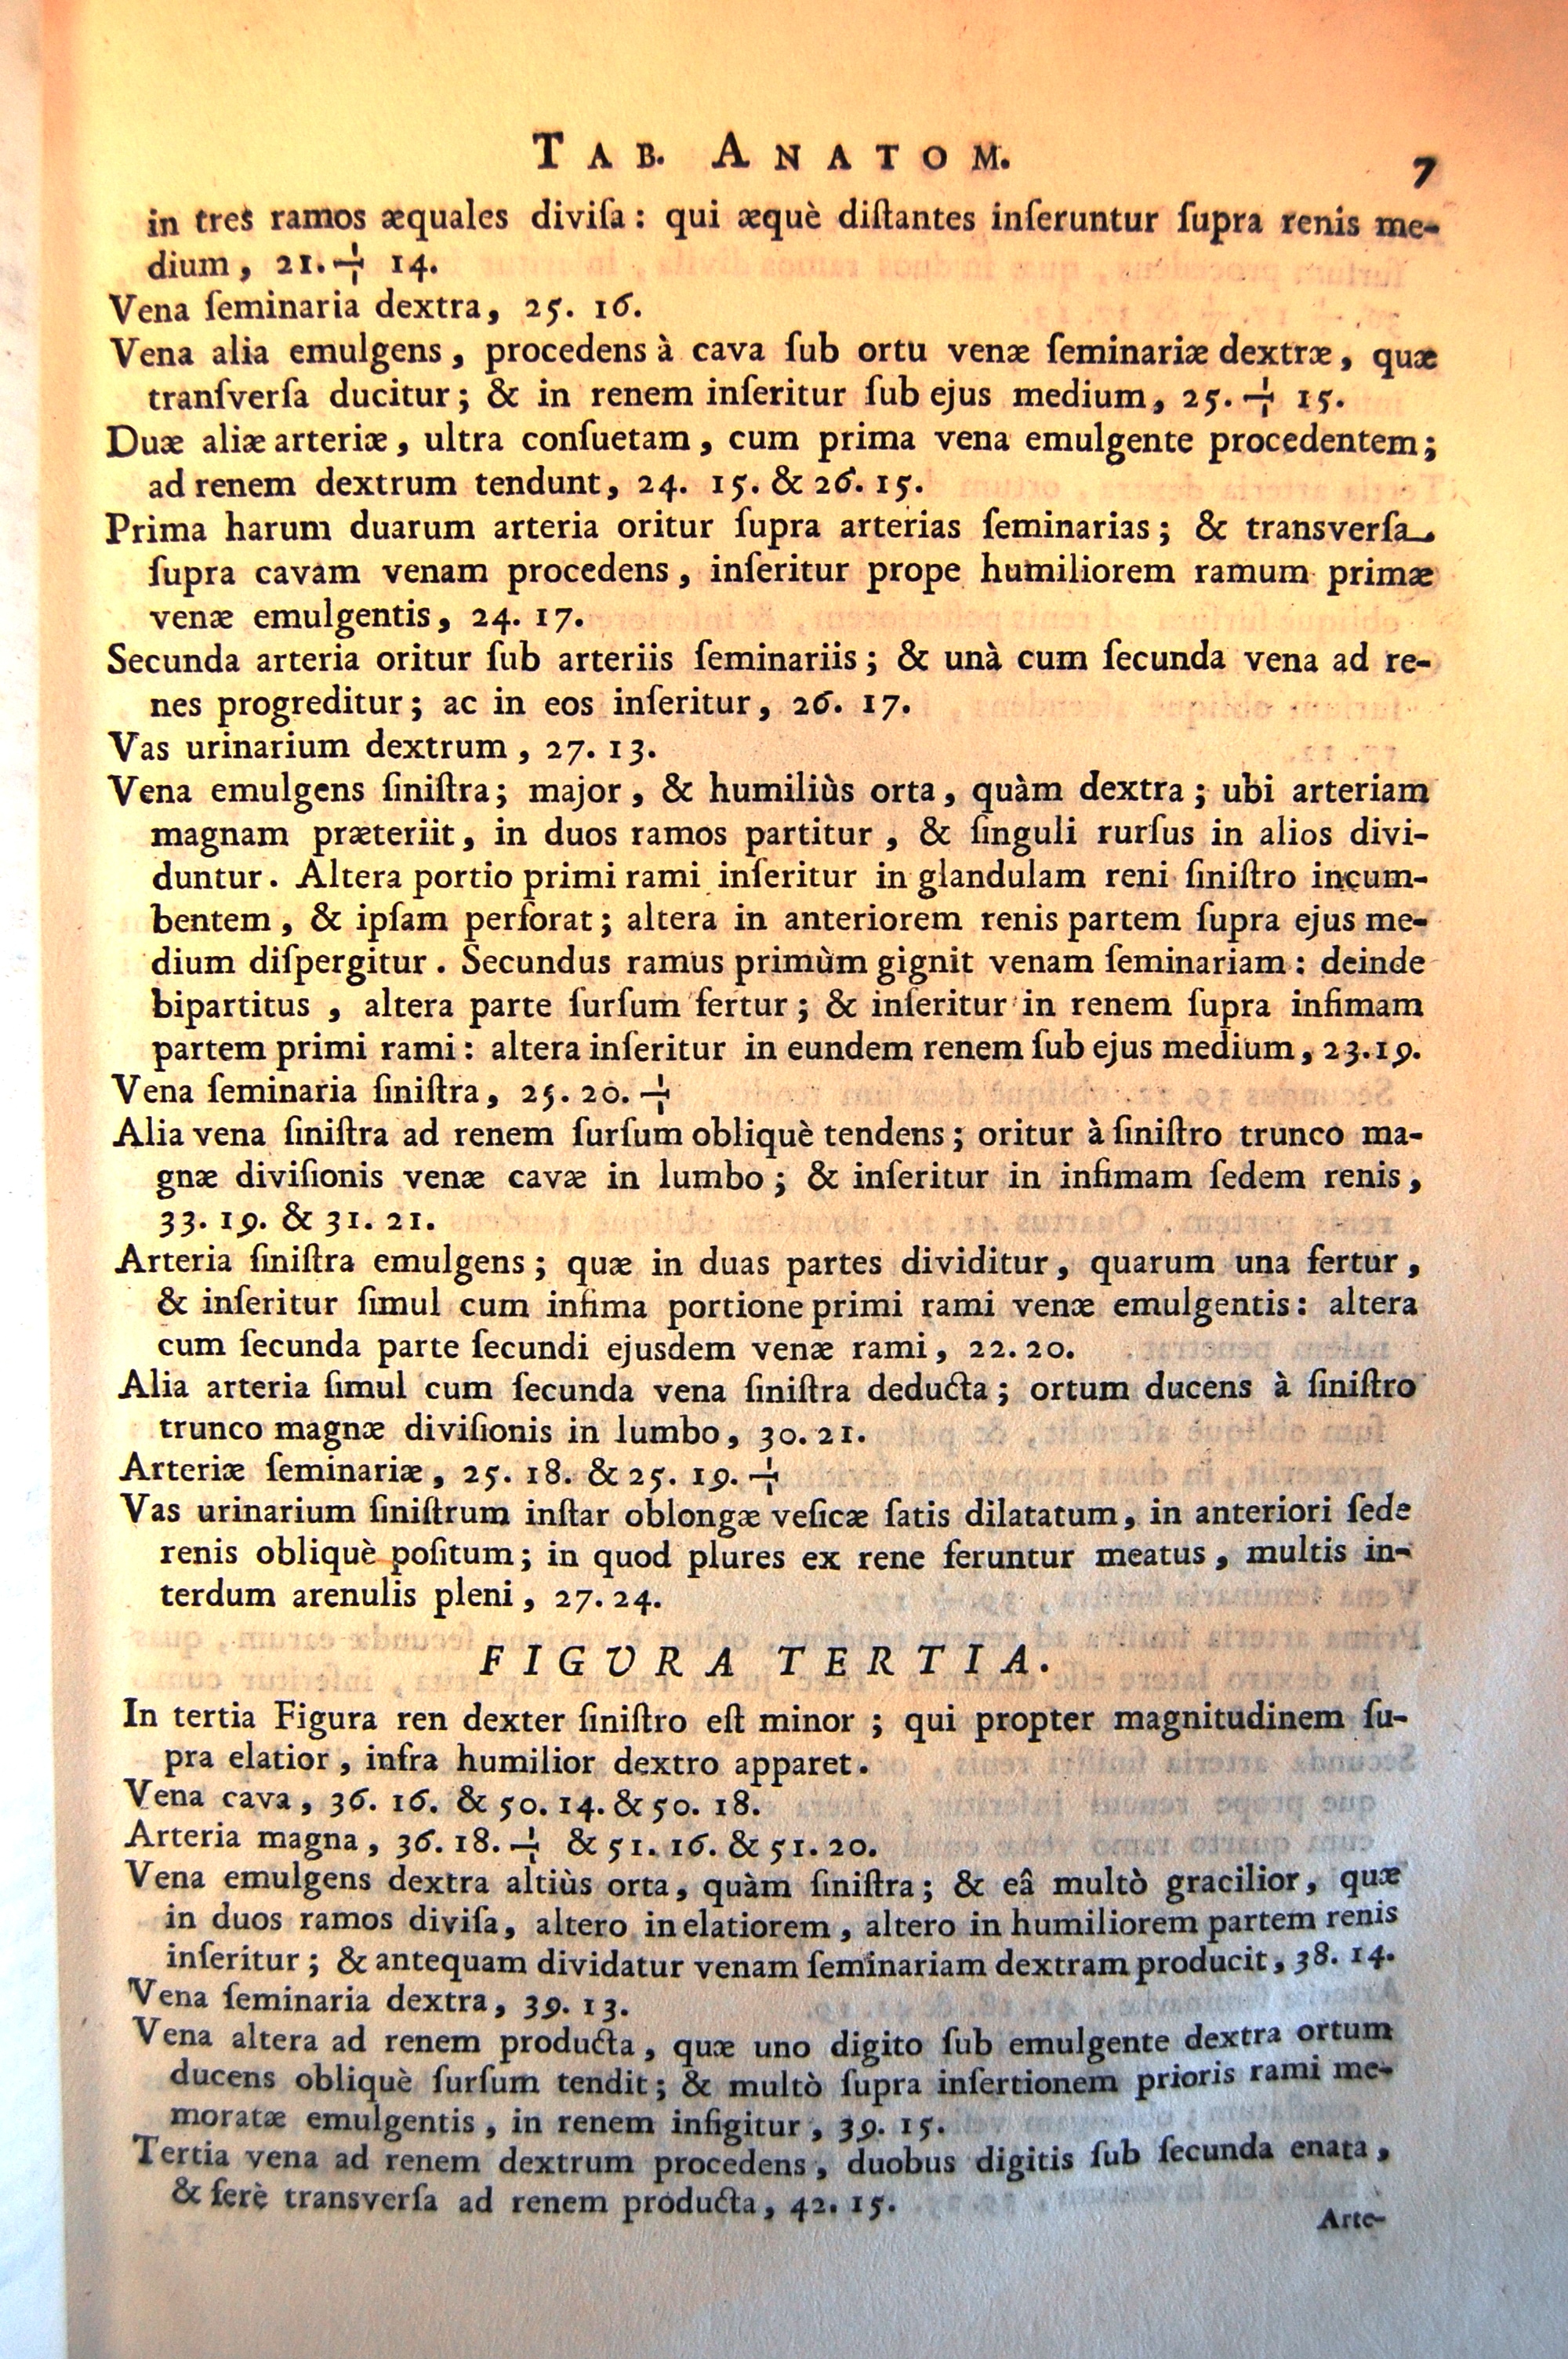 TAB. ANATOM. 7
in tres ramos æquales diviſa: qui æquè diſtantes inſeruntur ſupra renis me-
dium, 21. ⊹ 14.
Vena ſeminaria dextra, 25. 16.
Vena alia emulgens, procedens à cava ſub ortu venæ ſeminariæ dextræ, quæ
tranſverſa ducitur; & in renem inſeritur ſub ejus medium, 25. ⊹ 15.
Duæ aliæ arteriæ, ultra conſuetam, cum prima vena emulgente procedentem;
ad renem dextrum tendunt, 24. 15. & 26. 15.
Prima harum duarum arteria oritur ſupra arterias ſeminarias; & transverſa
ſupra cavam venam procedens, inſeritur prope humiliorem ramum primæ
venæ emulgentis, 24. 17.
Secunda arteria oritur ſub arteriis ſeminariis; & unà cum ſecunda vena ad re-
nes progreditur; ac in eos inſeritur, 26. 17.
Vas urinarium dextrum, 27. 13.
Vena emulgens ſiniſtra; major, & humiliùs orta, quàm dextra; ubi arteriam
magnam præteriit, in duos ramos partitur, & ſinguli rurſus in alios divi-
duntur. Altera portio primi rami inſeritur in glandulam reni ſiniſtro incum-
bentem, & ipſam perforat; altera in anteriorem renis partem ſupra ejus me-
dium diſpergitur. Secundus ramus primùm gignit venam ſeminariam: deinde
bipartitus, altera parte ſurſum fertur; & inſeritur in renem ſupra infimam
partem primi rami: altera inſeritur in eundem renem ſub ejus medium, 23. 19.
Vena ſeminaria ſiniſtra, 25. 20. ⊹
Alia vena ſiniſtra ad renem ſurſum obliquè tendens; oritur à ſiniſtro trunco ma-
gnæ diviſionis venæ cavæ in lumbo; & inſeritur in infimam ſedem renis,
33. 19. & 31. 21.
Arteria ſiniſtra emulgens; quæ in duas partes dividitur, quarum una fertur,
& inſeritur ſimul cum infima portione primi rami venæ emulgentis: altera
cum ſecunda parte ſecundi ejusdem venæ rami, 22. 20.
Alia arteria ſimul cum ſecunda vena ſiniſtra deducta; ortum ducens à ſiniſtro
trunco magnæ diviſionis in lumbo, 30. 21.
Arteriæ ſeminariæ, 25. 18. & 25. 19. ⊹
Vas urinarium ſiniſtrum inſtar oblongæ veſicæ ſatis dilatatum, in anteriori ſede
renis obliquè poſitum; in quod plures ex rene feruntur meatus, multis in-
terdum arenulis pleni, 27. 24.
FIGURA TERTIA.
In tertia Figura ren dexter ſiniſtro eſt minor; qui propter magnitudinem ſu-
pra elatior, infra humilior dextro apparet.
Vena cava, 36. 16. & 50. 14. & 50. 18.
Arteria magna, 36. 18. ⊹ & 51. 16. & 51. 20.
Vena emulgens dextra altiùs orta, quàm ſiniſtra; & eâ multò gracilior, quæ
in duos ramos diviſa, altero in elatiorem, altero in humiliorem partem renis
inſeritur; & antequam dividatur venam ſeminariam dextram producit, 38. 14.
Vena ſeminaria dextra, 39. 13.
Vena altera ad renem producta, quæ uno digito ſub emulgente dextra ortum
ducens obliquè ſurſum tendit; & multò ſupra inſertionem prioris rami me-
moratæ emulgentis, in renem infigitur, 39. 15.
Tertia vena ad renem dextrum procedens, duobus digitis ſub ſecunda enata,
& ferè transverſa ad renem producta, 42. 15.
Arte-